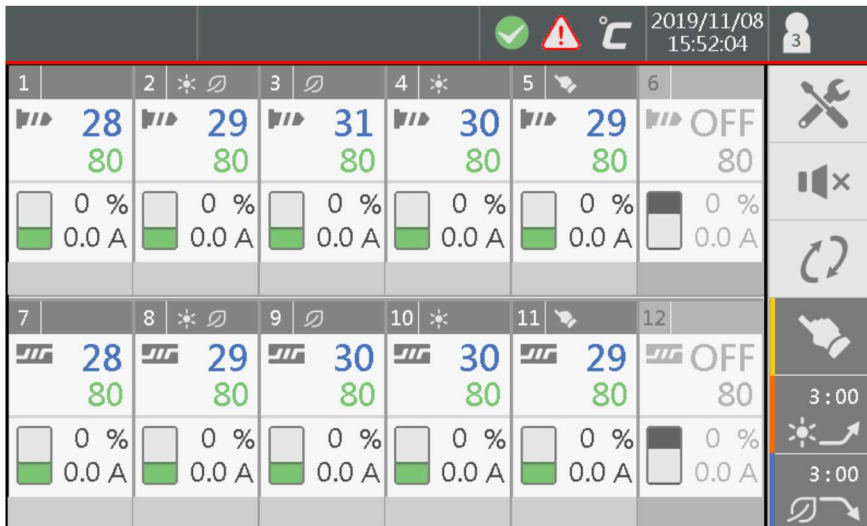 °C
2019/11/08
15:52:04
3
1 2 3 4 5 6
28 29 31 30 29 OFF
80 80 80 80 80 80
0 % 0 % 0 % 0 % 0 % 0 %
0.0 A 0.0 A 0.0 A 0.0 A 0.0 A 0.0 A
7 8 9 10 11 12
28 29 30 30 29 OFF
80 80 80 80 80 80
0 % 0 % 0 % 0 % 0 % 0 %
0.0 A 0.0 A 0.0 A 0.0 A 0.0 A 0.0 A
3:00
3:00